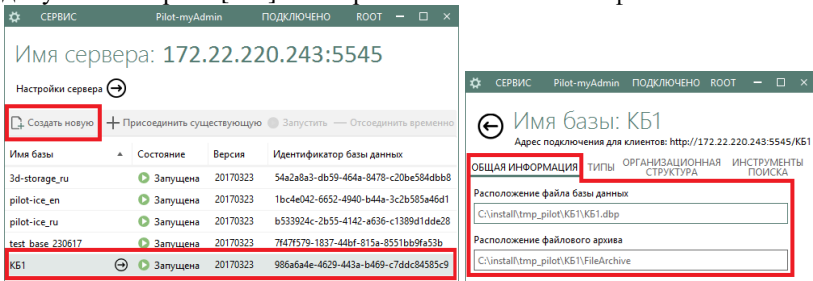 СЕРВИС Pilot-myAdmin ПОДКЛЮЧЕНО ROOT
Имя сервера: 172.22.220.243:5545
Настройки сервера
Создать новую Присоединить существующую Запустить Отсоединить временно
Имя базы Состояние Версия Идентификатор базы данных
3d-storage_ru Запущена 20170323 54a2a8a3-db59-464a-8478-c20be584dbb8
pilot-ice_en Запущена 20170323 1bc4e042-6652-4940-b44a-3c2b585a46d1
pilot-ice_ru Запущена 20170323 b533924c-2b55-4142-a636-c1389d1dde28
test base 230617 Запущена 20170323 7f47f579-1837-44bf-815a-8551bb9fa53b
КБ1 Запущена 20170323 986a6a4e-4629-443a-b469-c7ddc84585c9
СЕРВИС Pilot-myAdmin ПОДКЛЮЧЕНО ROOT
Имя базы: КБ1
Адрес подключения для клиентов: http://172.22.220.243:5545/КБ1
ОБЩАЯ ИНФОРМАЦИЯ ТИПЫ ОРГАНИЗАЦИОННАЯ СТРУКТУРА ИНСТРУМЕНТЫ ПОИСКА
Расположение файла базы данных
C:\install\tmp_pilot\КБ1\КБ1.dbp
Расположение файлового архива
C:\install\tmp_pilot\КБ1\FileArchive